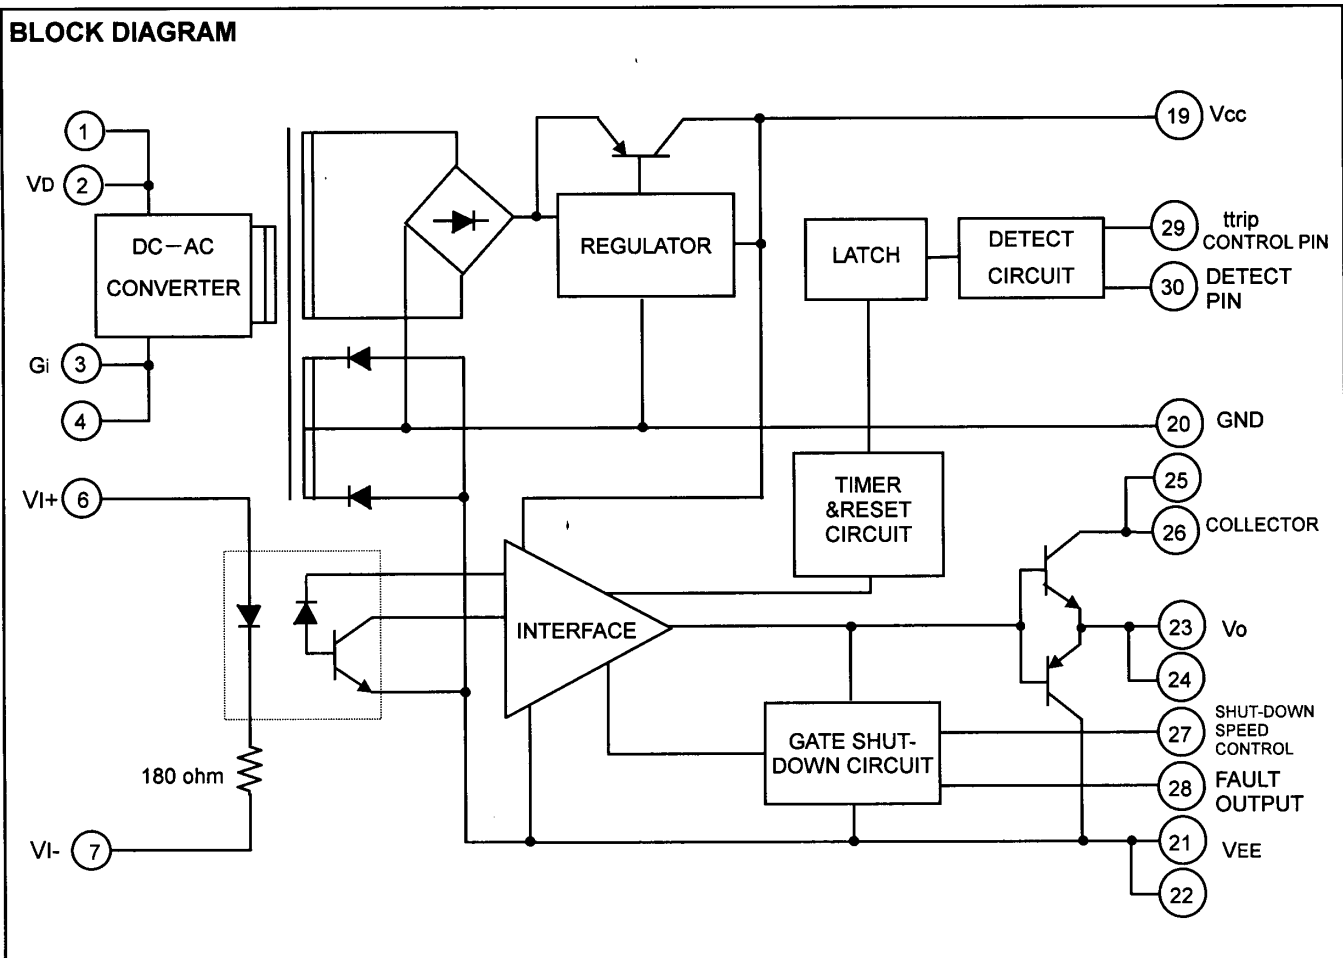 BLOCK DIAGRAM
1
VD 2
DC-AC
CONVERTER
Gi 3
4
VI+ 6
180 ohm
VI- 7
REGULATOR
LATCH
DETECT
CIRCUIT
TIMER
&RESET
CIRCUIT
INTERFACE
GATE SHUT-
DOWN CIRCUIT
19 Vcc
29 ttrip
CONTROL PIN
30 DETECT
PIN
20 GND
25
26 COLLECTOR
23 Vo
24
27 SHUT-DOWN
SPEED
CONTROL
28 FAULT
OUTPUT
21 VEE
22